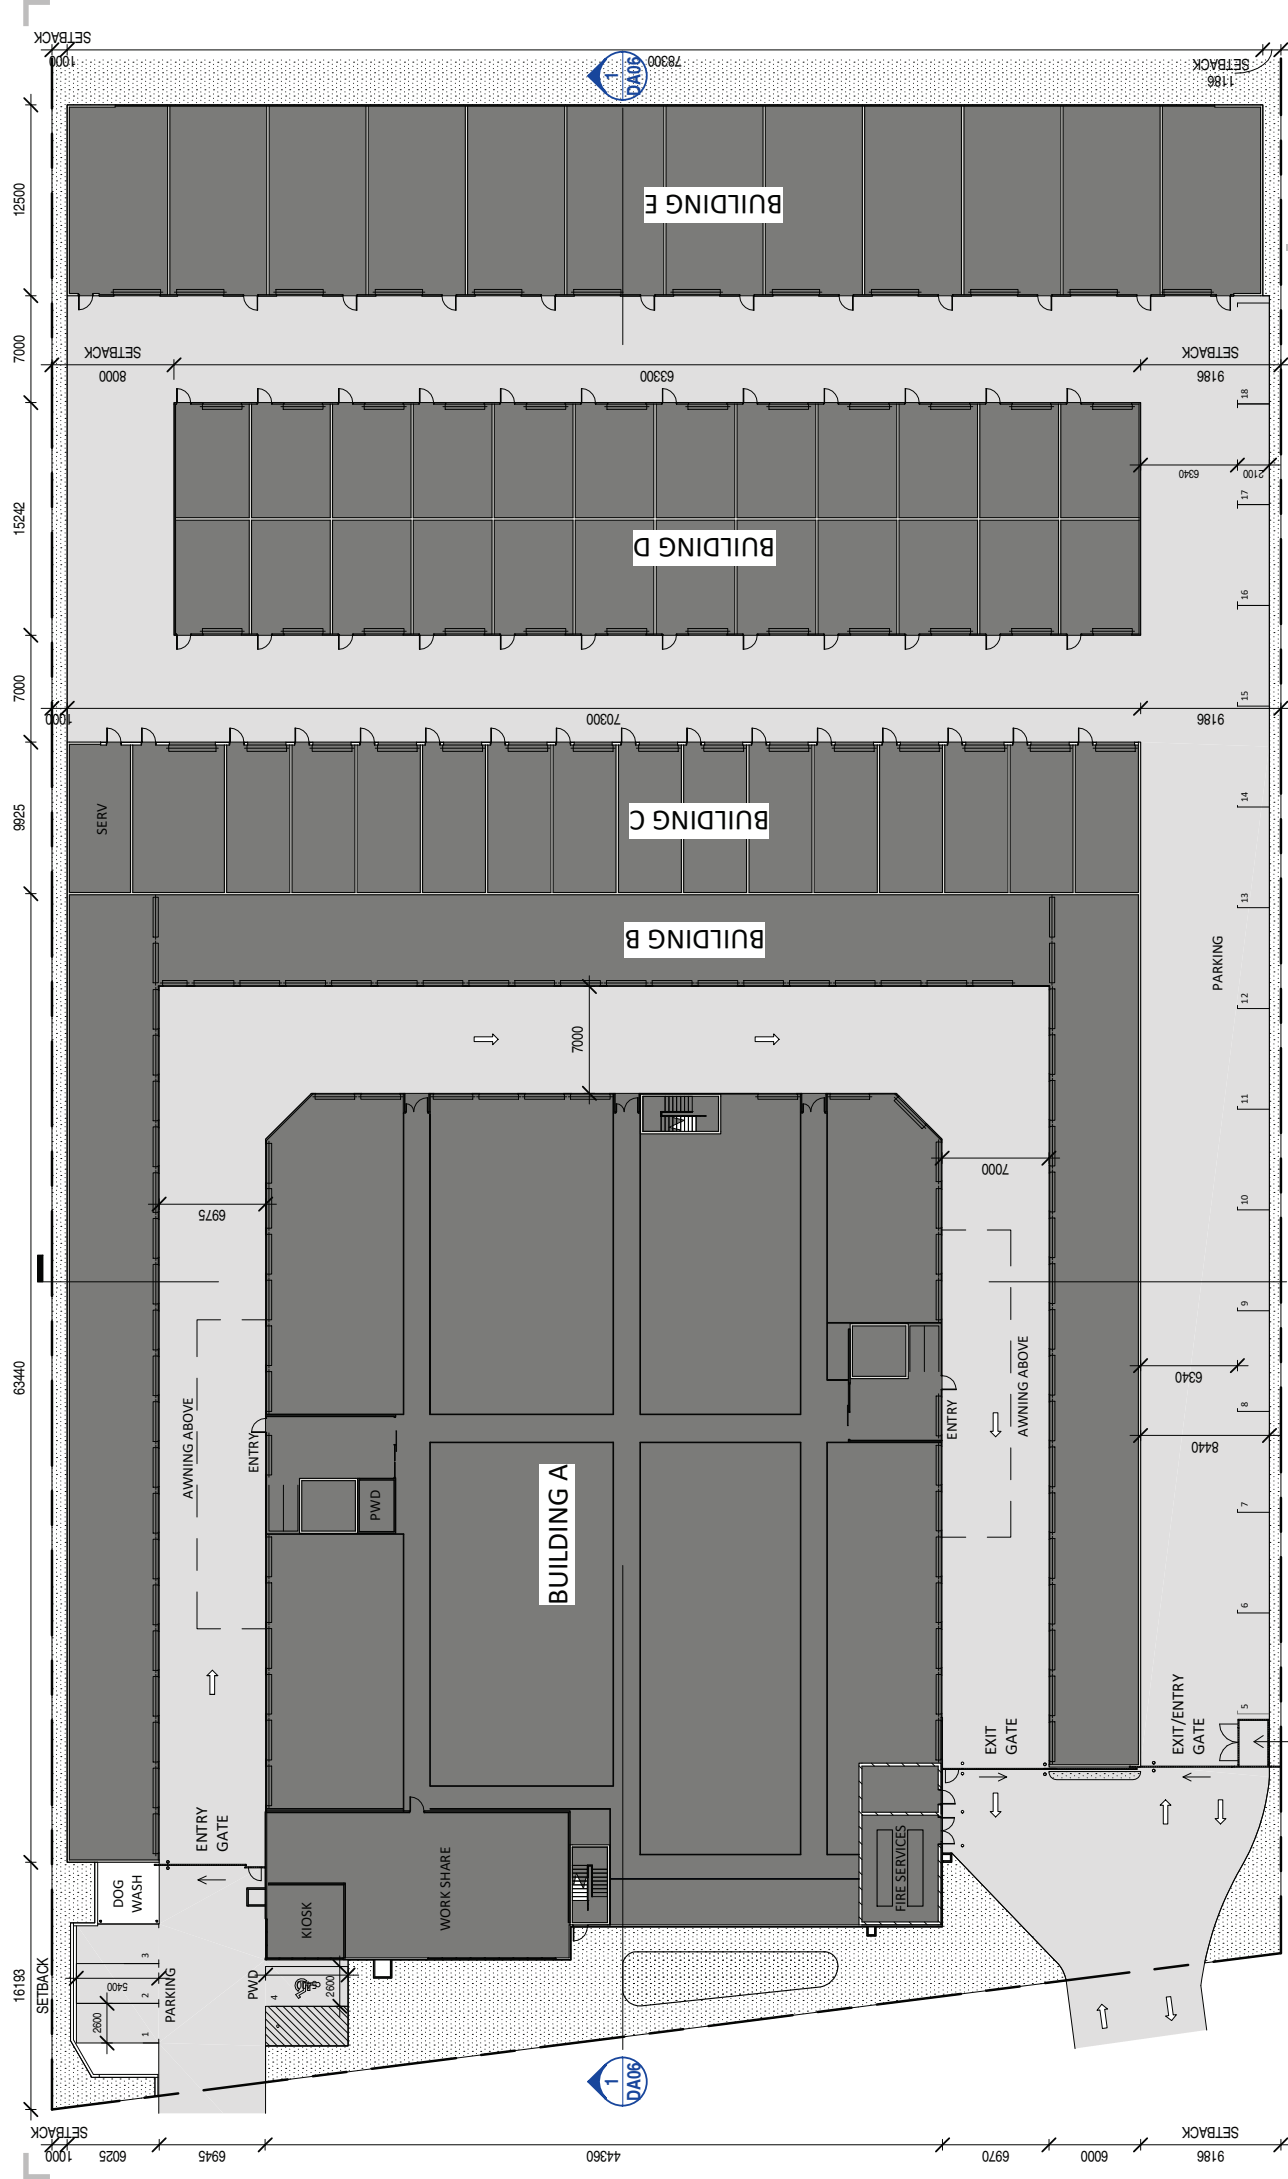 SETBACK
1000
78300
1
DA06
SETBACK
1186
12500
BUILDING E
7000
SETBACK
8000
63300
SETBACK
9186
18
6340
2100
17
15242
BUILDING D
16
7000
1000
70300
15
9186
9925
SERV
BUILDING C
14
13
BUILDING B
PARKING
12
7000
11
7000
10
6975
9
63440
AWNING ABOVE
ENTRY
AWNING ABOVE
ENTRY
6340
8
8440
PWD
BUILDING A
7
6
5
EXIT
GATE
EXIT/ENTRY
GATE
ENTRY
GATE
DOG
WASH
KIOSK
WORK SHARE
FIRE SERVICES
16193
SETBACK
3
5400
2
2600
1
PARKING
PWD
4
2600
1
DA06
SETBACK
1000
6025
6945
44360
6970
6000
9186
SETBACK